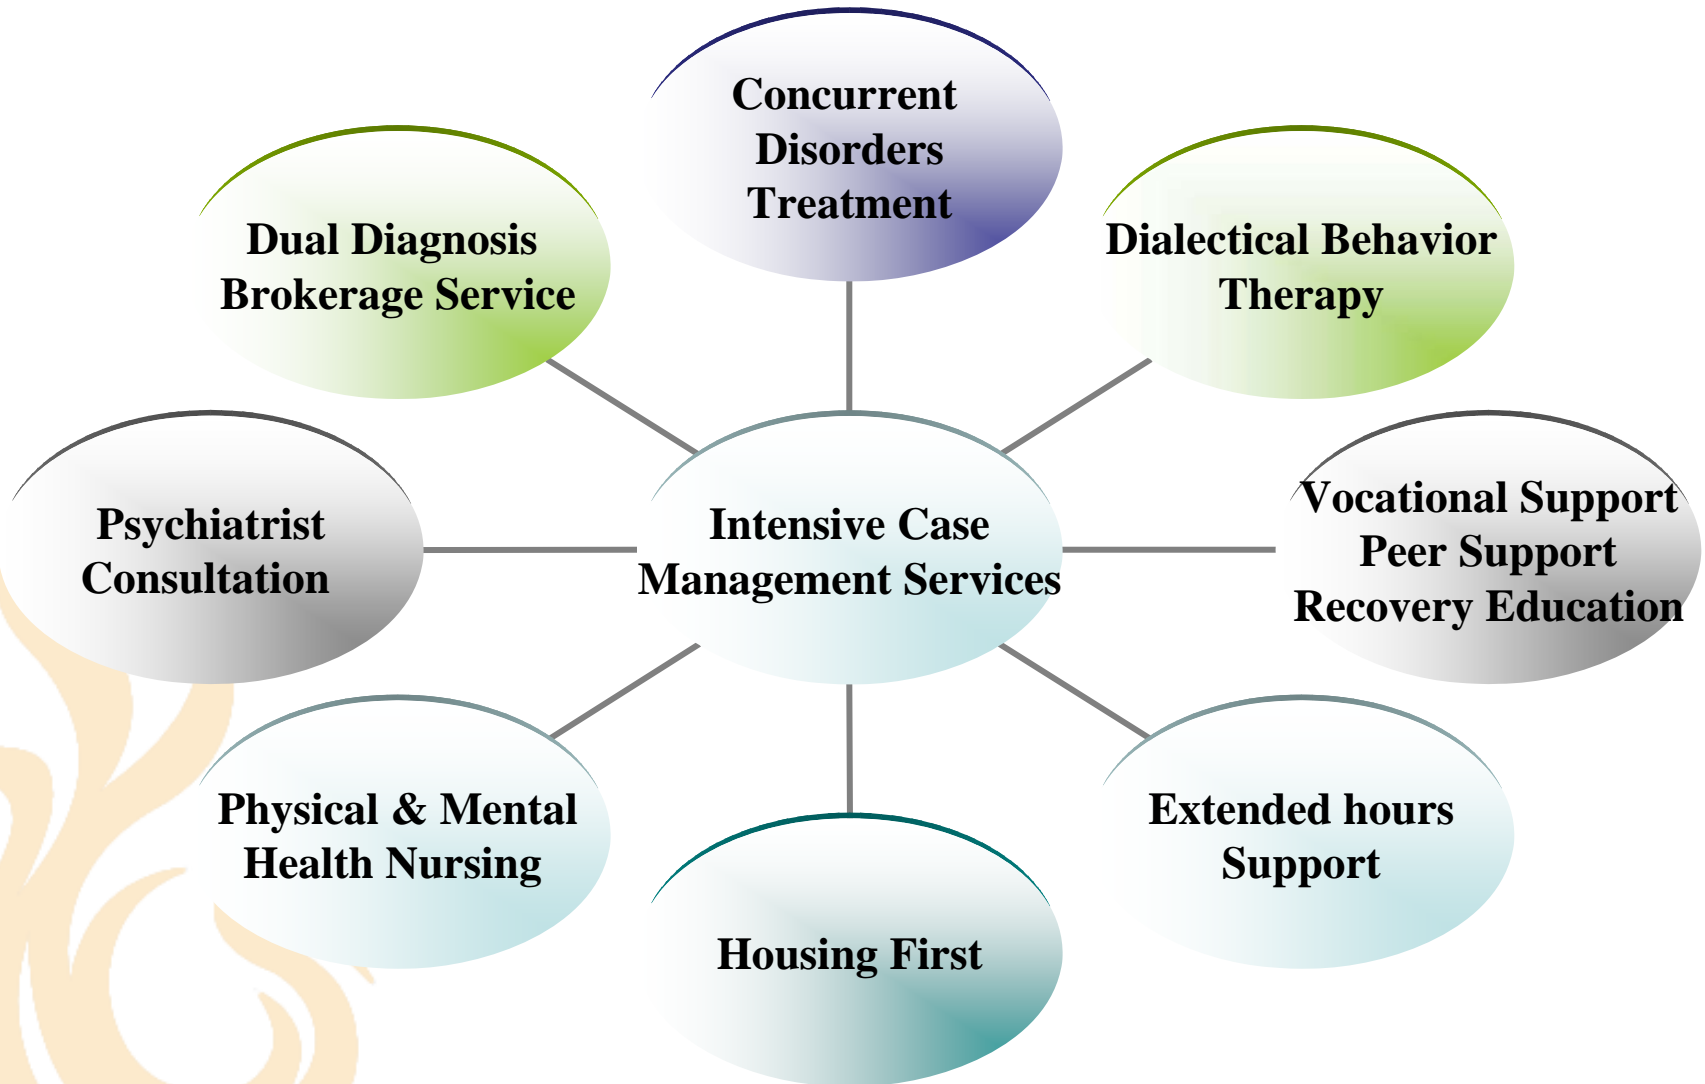 Concurrent
Disorders
Treatment
Dual Diagnosis
Brokerage Service
Dialectical Behavior
Therapy
Psychiatrist
Consultation
Intensive Case
Management Services
Vocational Support
Peer Support
Recovery Education
Physical & Mental
Health Nursing
Extended hours
Support
Housing First